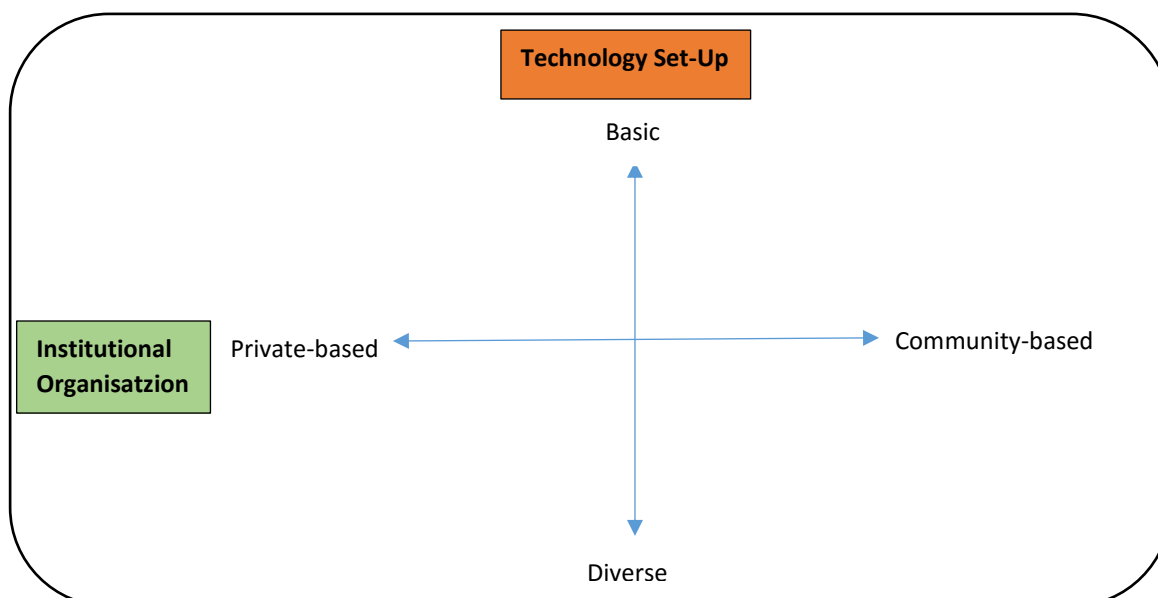 Technology Set-Up
Basic
Institutional
Organisatzion
Private-based
Community-based
Diverse